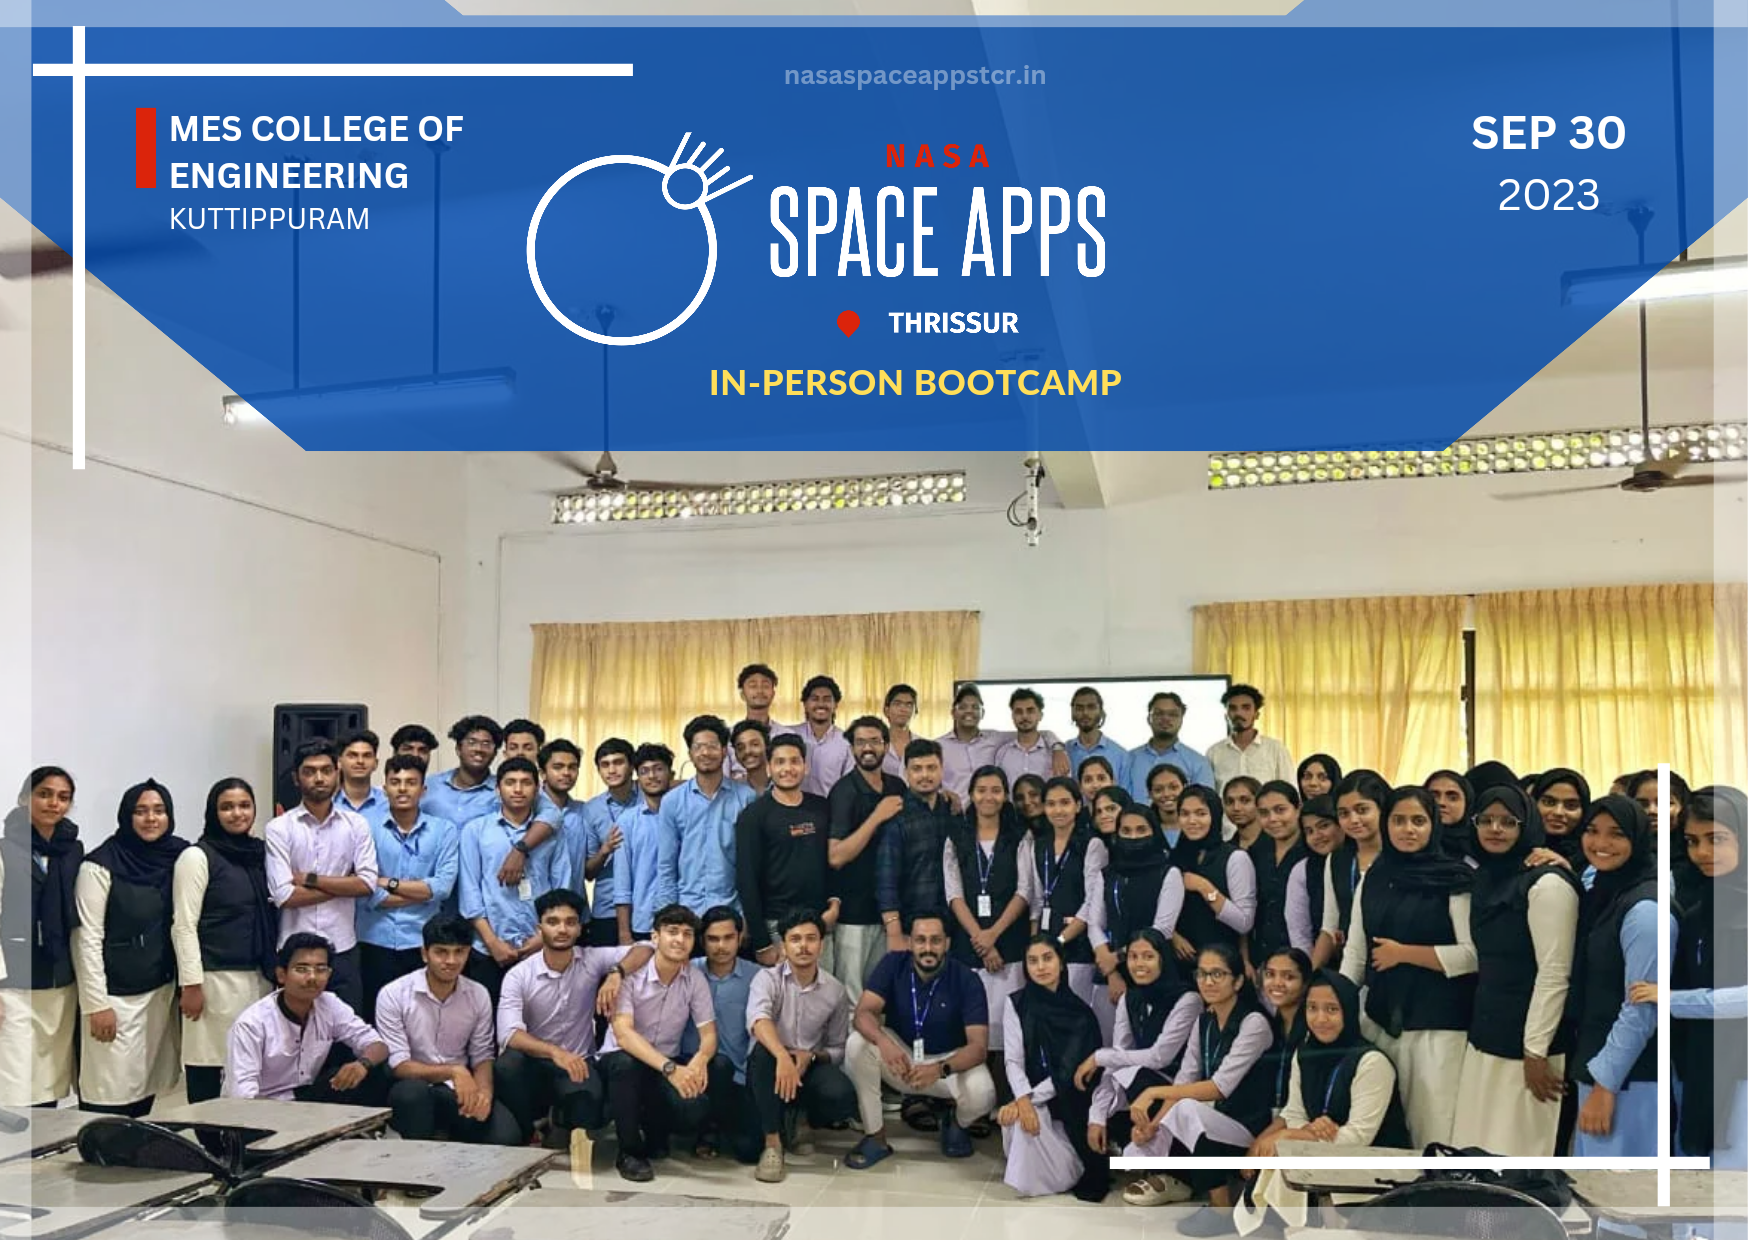 nasaspaceappstcr.in
MES COLLEGE OF
ENGINEERING
KUTTIPPURAM
NASA
SPACE APPS
THRISSUR
IN-PERSON BOOTCAMP
SEP 30
2023